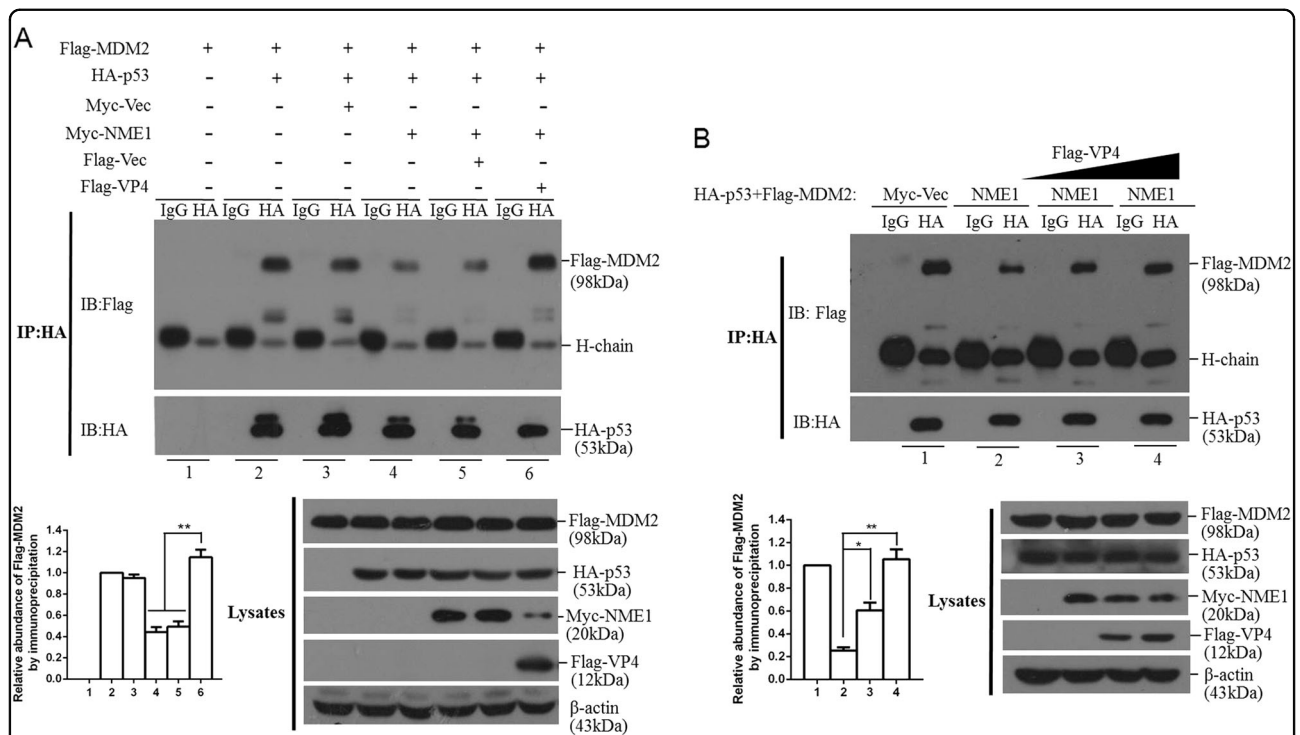 A
Flag-MDM2 + + + + + +
HA-p53 - + + + + +
Myc-Vec - - + - - -
Myc-NME1 - - - + + +
Flag-Vec - - - - + -
Flag-VP4 - - - - - +
IgG HA IgG HA IgG HA IgG HA IgG HA IgG HA
IP:HA
IB:Flag
Flag-MDM2
(98kDa)
H-chain
IB:HA
HA-p53
(53kDa)
1 2 3 4 5 6
Relative abundance of Flag-MDM2
by immunoprecipitation
1.4
1.2
1.0
0.8
0.6
0.4
0.2
0.0
**
1 2 3 4 5 6
Lysates
Flag-MDM2
(98kDa)
HA-p53
(53kDa)
Myc-NME1
(20kDa)
Flag-VP4
(12kDa)
β-actin
(43kDa)
B
Flag-VP4
HA-p53+Flag-MDM2: Myc-Vec NME1 NME1 NME1
IgG HA IgG HA IgG HA IgG HA
IP:HA
IB: Flag
Flag-MDM2
(98kDa)
H-chain
IB:HA
HA-p53
(53kDa)
1 2 3 4
Relative abundance of Flag-MDM2
by immunoprecipitation
1.4
1.2
1.0
0.8
0.6
0.4
0.2
0.0
**
*
1 2 3 4
Lysates
Flag-MDM2
(98kDa)
HA-p53
(53kDa)
Myc-NME1
(20kDa)
Flag-VP4
(12kDa)
β-actin
(43kDa)